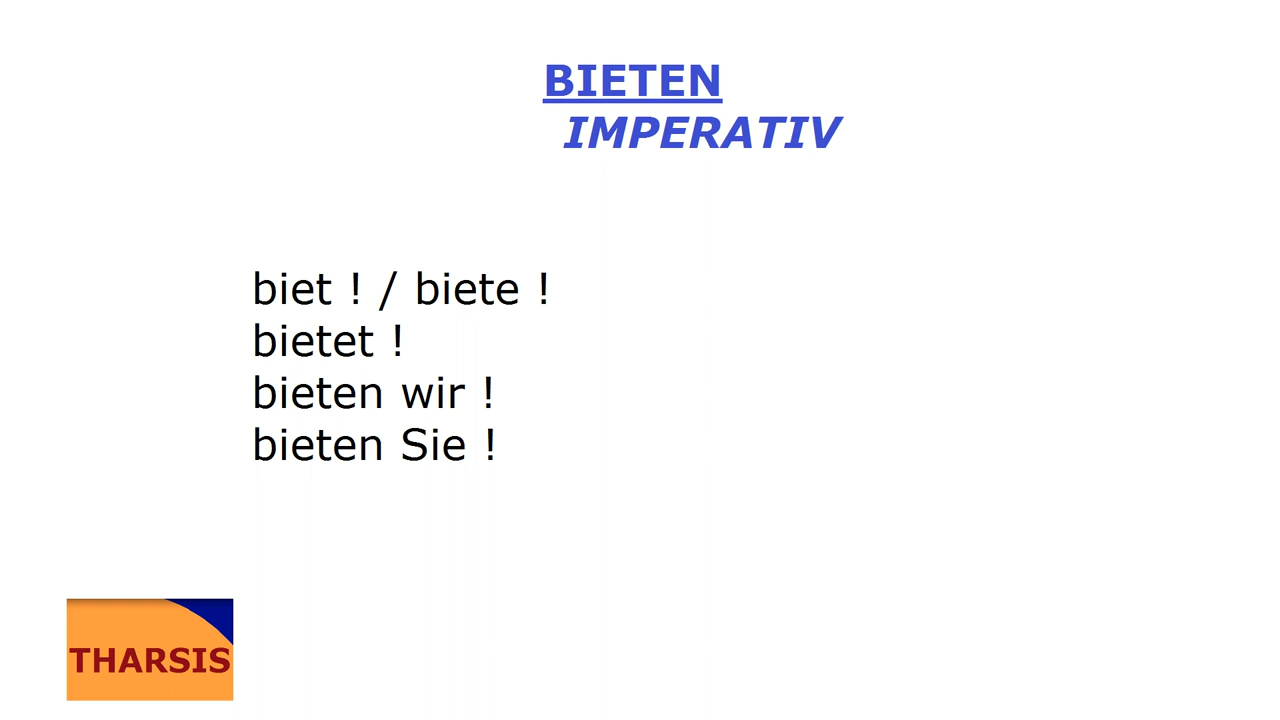 BIETEN
IMPERATIV
biet ! / biete !
bietet !
bieten wir !
bieten Sie !
THARSIS